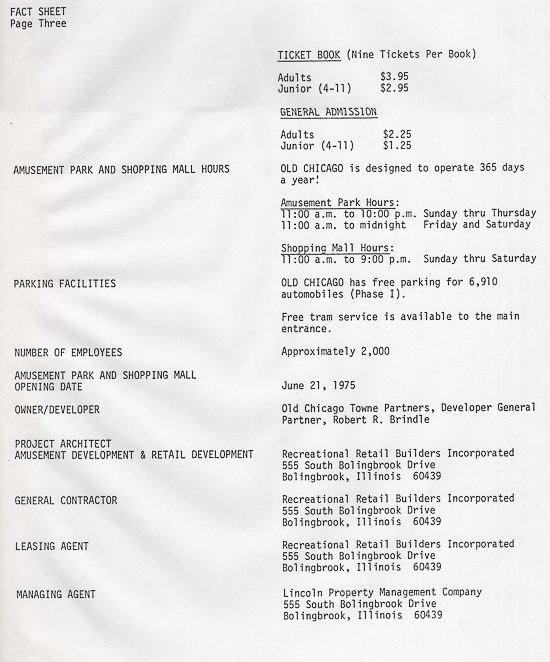 FACT SHEET
Page Three
TICKET BOOK (Nine Tickets Per Book)
Adults $3.95
Junior (4-11) $2.95
GENERAL ADMISSION
Adults $2.25
Junior (4-11) $1.25
AMUSEMENT PARK AND SHOPPING MALL HOURS OLD CHICAGO is designed to operate 365 days
a year!
Amusement Park Hours:
11:00 a.m. to 10:00 p.m. Sunday thru Thursday
11:00 a.m. to midnight Friday and Saturday
Shopping Mall Hours:
11:00 a.m. to 9:00 p.m. Sunday thru Saturday
PARKING FACILITIES OLD CHICAGO has free parking for 6,910
automobiles (Phase I).
Free tram service is available to the main
entrance.
NUMBER OF EMPLOYEES Approximately 2,000
AMUSEMENT PARK AND SHOPPING MALL
OPENING DATE June 21, 1975
OWNER/DEVELOPER Old Chicago Towne Partners, Developer General
Partner, Robert R. Brindle
PROJECT ARCHITECT
AMUSEMENT DEVELOPMENT & RETAIL DEVELOPMENT Recreational Retail Builders Incorporated
555 South Bolingbrook Drive
Bolingbrook, Illinois 60439
GENERAL CONTRACTOR Recreational Retail Builders Incorporated
555 South Bolingbrook Drive
Bolingbrook, Illinois 60439
LEASING AGENT Recreational Retail Builders Incorporated
555 South Bolingbrook Drive
Bolingbrook, Illinois 60439
MANAGING AGENT Lincoln Property Management Company
555 South Bolingbrook Drive
Bolingbrook, Illinois 60439